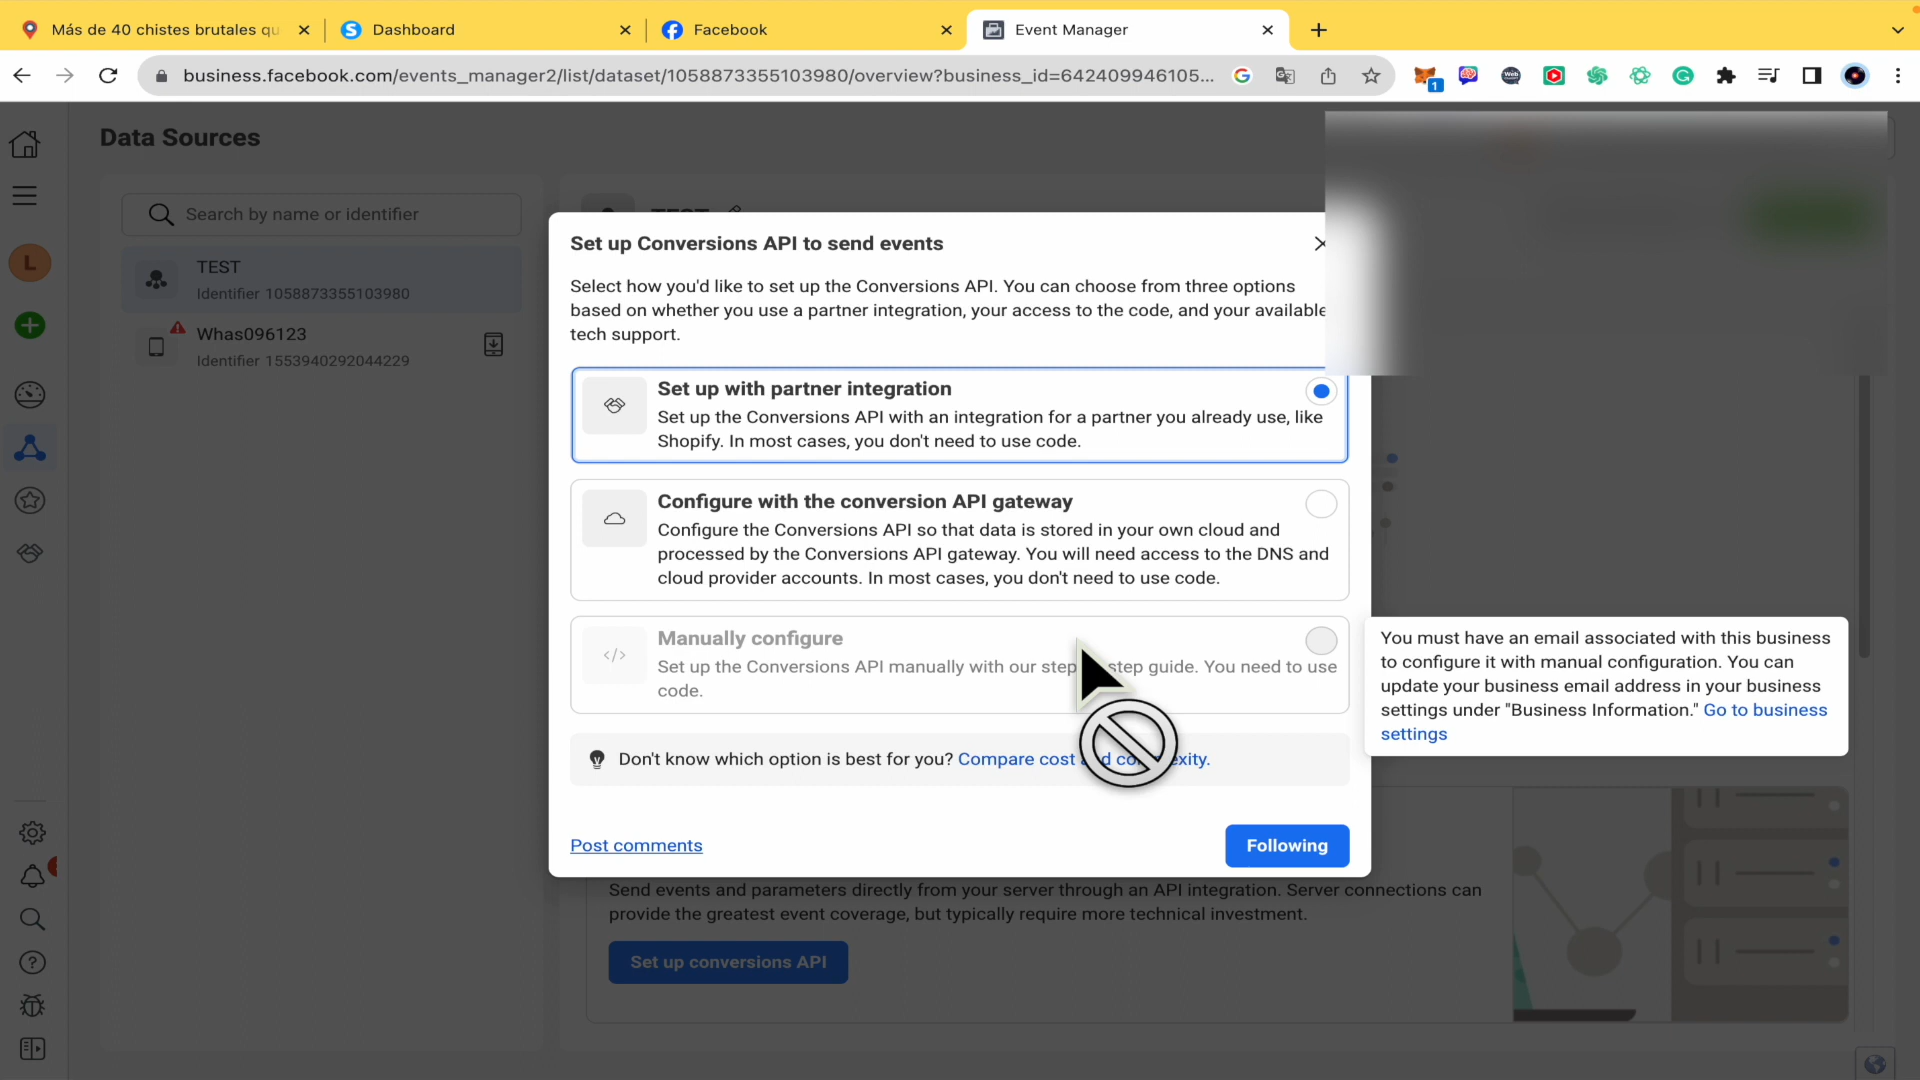 Más de 40 chistes brutales qu
Dashboard
Facebook
Event Manager
business.facebook.com/events_manager2/list/dataset/1058873355103980/overview?business_id=642409946105...
1
Data Sources
Search by name or identifier
L
TEST
Identifier 1058873355103980
Whas096123
Identifier 1553940292044229
TEST
Set up Conversions API to send events
Select how you'd like to set up the Conversions API. You can choose from three options
based on whether you use a partner integration, your access to the code, and your available
tech support.
Set up with partner integration
Set up the Conversions API with an integration for a partner you already use, like
Shopify. In most cases, you don't need to use code.
Configure with the conversion API gateway
Configure the Conversions API so that data is stored in your own cloud and
processed by the Conversions API gateway. You will need access to the DNS and
cloud provider accounts. In most cases, you don't need to use code.
Manually configure
Set up the Conversions API manually with our step step guide. You need to use
code.
You must have an email associated with this business
to configure it with manual configuration. You can
update your business email address in your business
settings under "Business Information." Go to business
settings
Don't know which option is best for you? Compare cost
Post comments
Following
Send events and parameters directly from your server through an API integration. Server connections can
provide the greatest event coverage, but typically require more technical investment.
Set up conversions API